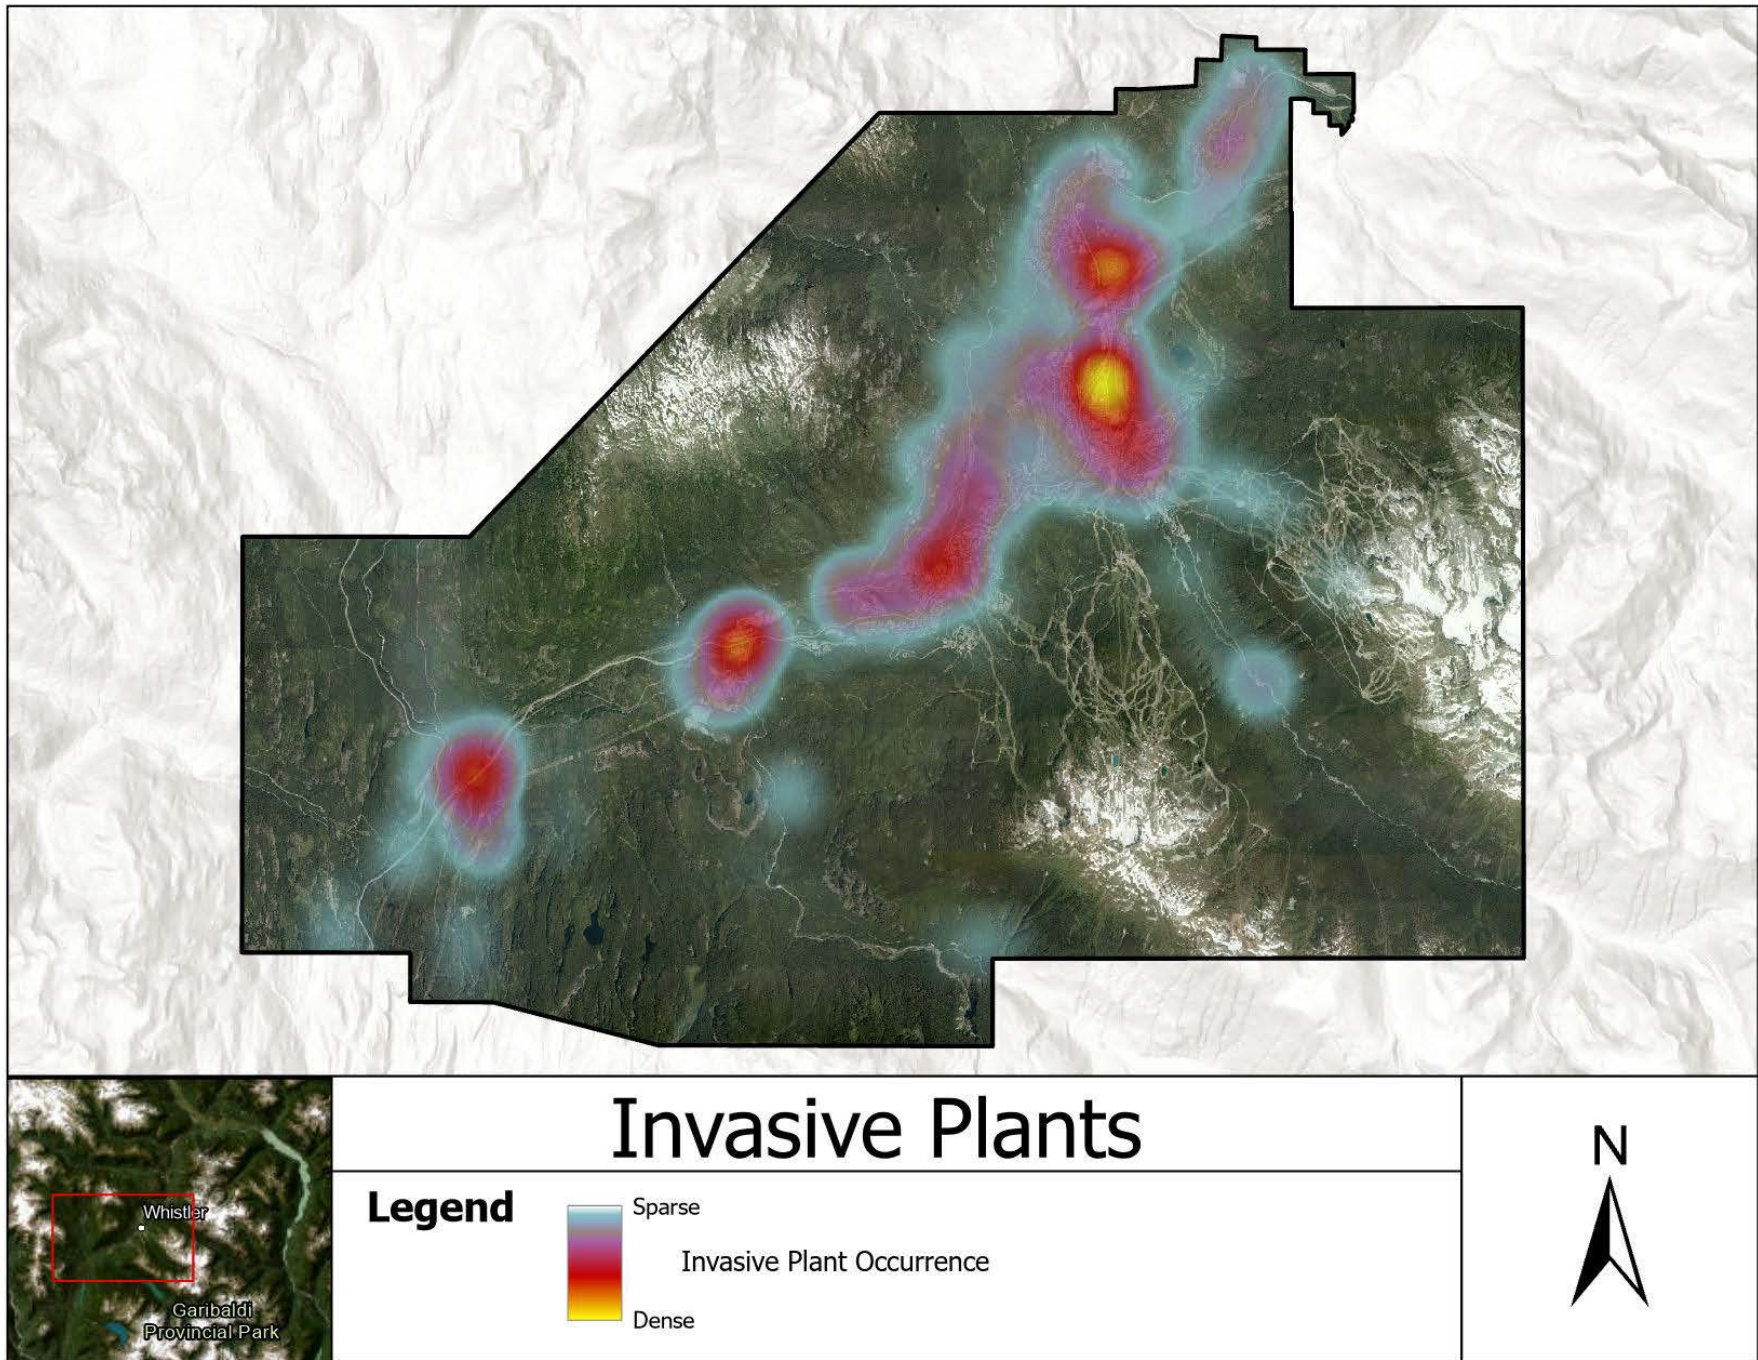 Invasive Plants
Legend
Sparse
Invasive Plant Occurrence
Dense
N
Whistler
Garibaldi
Provincial Park